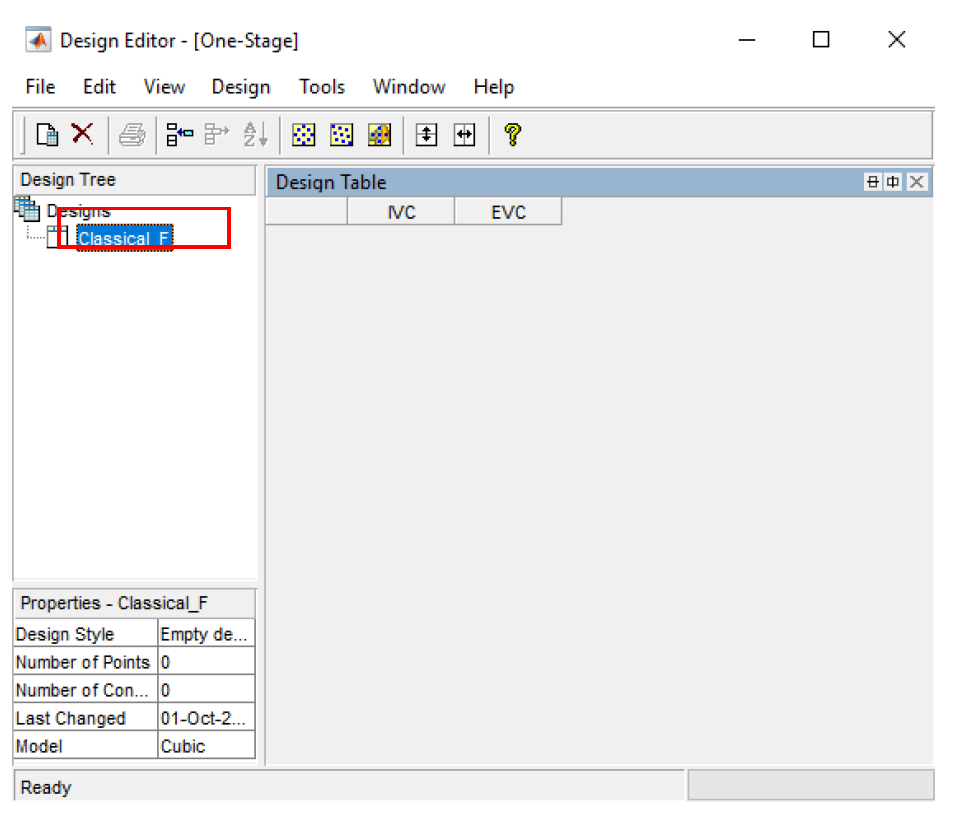 Design Editor - [One-Stage]
File Edit View Design Tools Window Help
Design Tree
Designs
Classical_F
Design Table
IVC EVC
Properties - Classical_F
Design Style Empty de...
Number of Points 0
Number of Con... 0
Last Changed 01-Oct-2...
Model Cubic
Ready